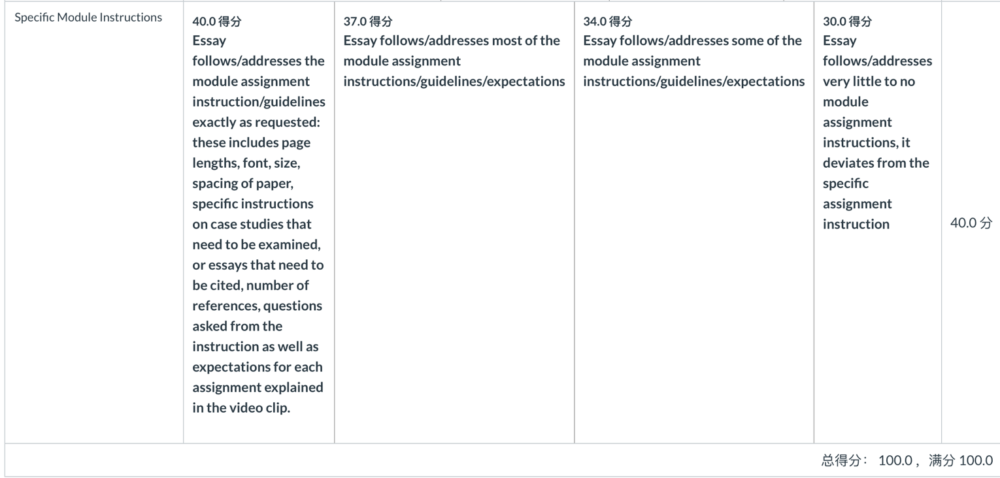 Specific Module Instructions
40.0 得分
Essay
follows/addresses the
module assignment
instruction/guidelines
exactly as requested:
these includes page
lengths, font, size,
spacing of paper,
specific instructions
on case studies that
need to be examined,
or essays that need to
be cited, number of
references, questions
asked from the
instruction as well as
expectations for each
assignment explained
in the video clip.
37.0 得分
Essay follows/addresses most of the
module assignment
instructions/guidelines/expectations
34.0 得分
Essay follows/addresses some of the
module assignment
instructions/guidelines/expectations
30.0 得分
Essay
follows/addresses
very little to no
module
assignment
instructions, it
deviates from the
specific
assignment
instruction
40.0 分
总得分： 100.0 ，满分 100.0